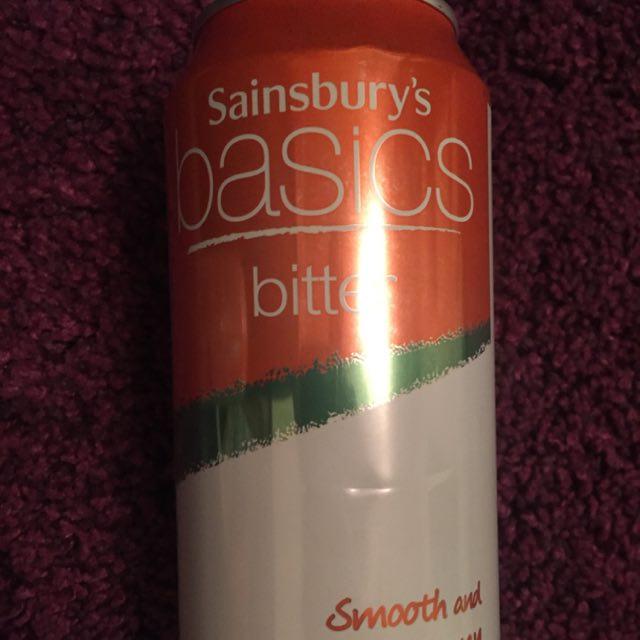 Sainsbury's
basics
bitter
Smooth and